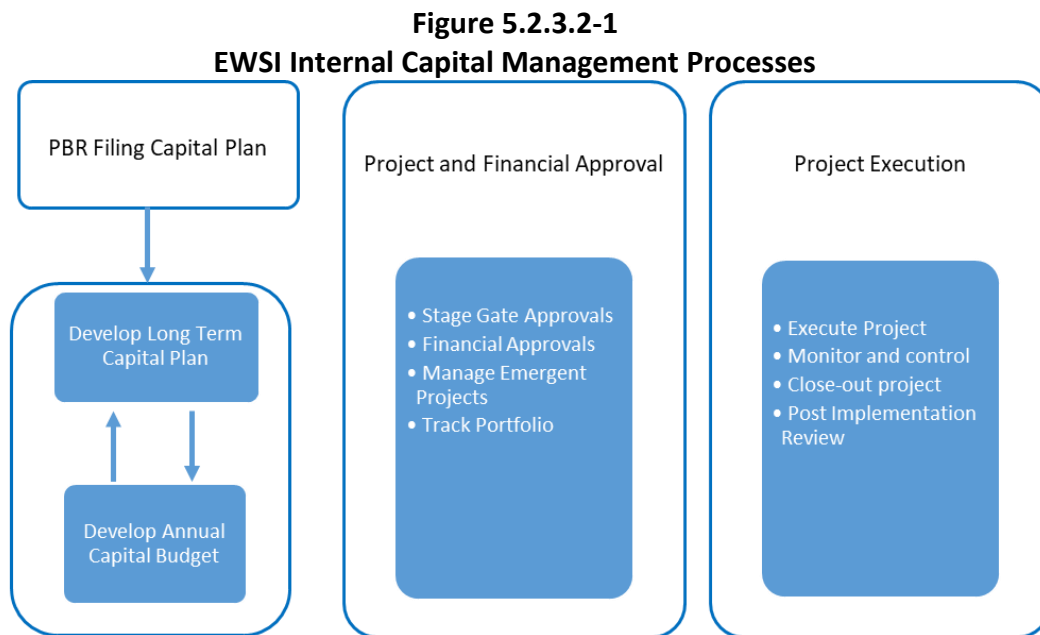 Figure 5.2.3.2-1
EWSI Internal Capital Management Processes
PBR Filing Capital Plan
Develop Long Term
Capital Plan
Develop Annual
Capital Budget
Project and Financial Approval
• Stage Gate Approvals
• Financial Approvals
• Manage Emergent
Projects
• Track Portfolio
Project Execution
• Execute Project
• Monitor and control
• Close-out project
• Post Implementation
Review